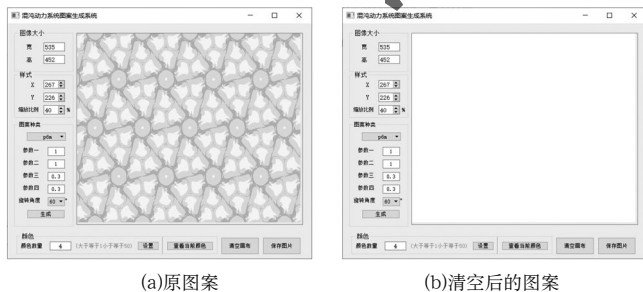 混沌动力系统图案生成系统
图像大小
宽 535
高 452
样式
X 267
Y 226
缩放比例 40 %
图案种类
p6m
参数一 1
参数二 1
参数三 0.3
参数四 0.3
旋转角度 60 °
生成
颜色
颜色数量 4 (大于等于1小于等于50) 设置 查看当前颜色 清空画布 保存图片
(a)原图案
混沌动力系统图案生成系统
图像大小
宽 535
高 452
样式
X 267
Y 226
缩放比例 40 %
图案种类
p6m
参数一 1
参数二 1
参数三 0.3
参数四 0.3
旋转角度 60 °
生成
颜色
颜色数量 4 (大于等于1小于等于50) 设置 查看当前颜色 清空画布 保存图片
(b)清空后的图案